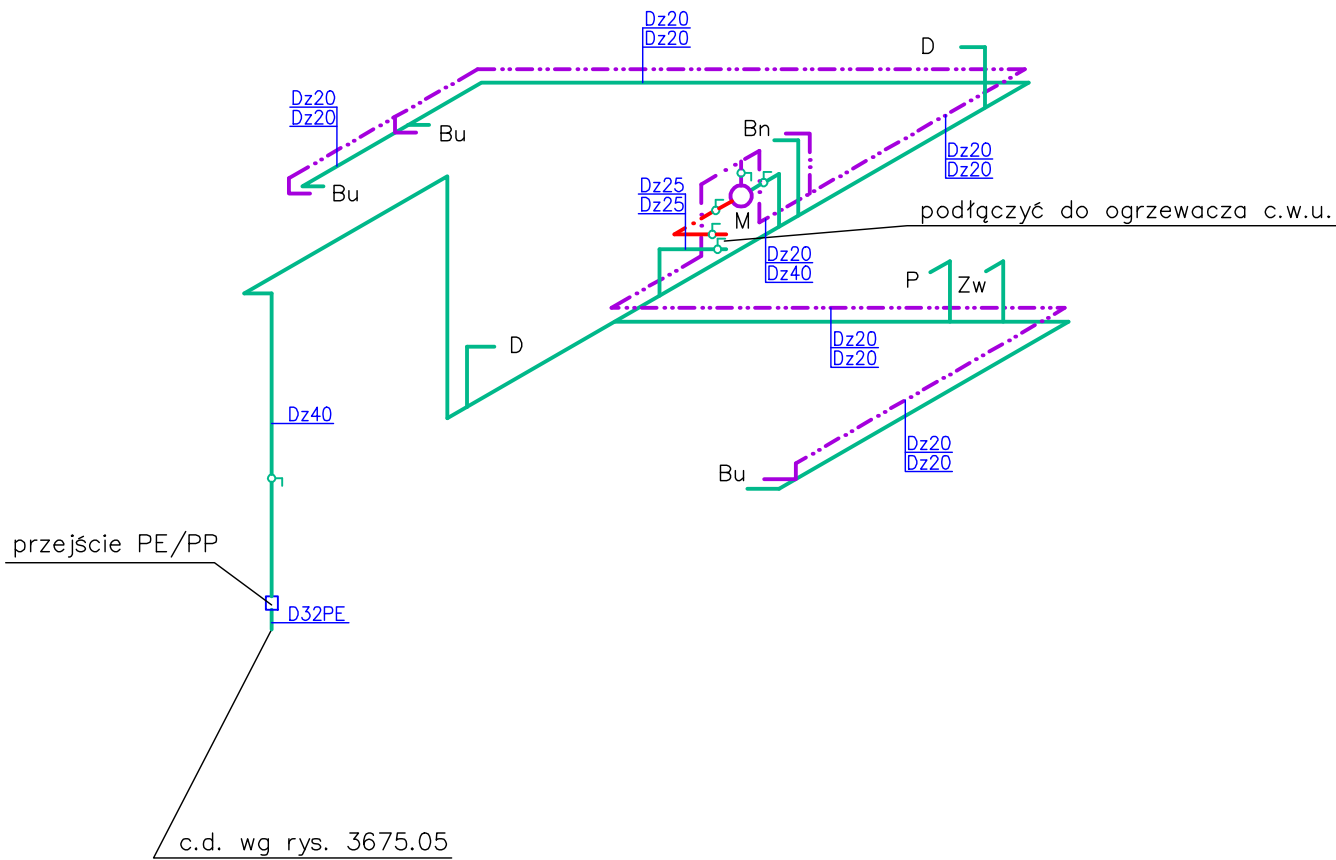 Dz20
Dz20
D
Dz20
Dz20
Bu
Bn
Dz20
Dz20
Bu
Dz25
Dz25
M
podłączyć do ogrzewacza c.w.u.
Dz20
Dz40
P
Zw
D
Dz20
Dz20
Dz40
Dz20
Dz20
Bu
przejście PE/PP
D32PE
c.d. wg rys. 3675.05